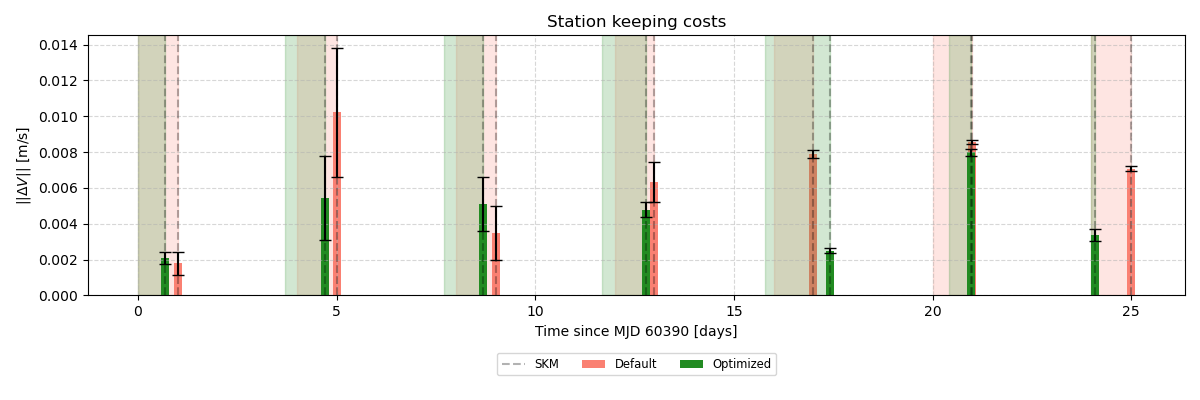 Station keeping costs
0.014
0.012
0.010
0.008
0.006
0.004
0.002
0.000
||ΔV|| [m/s]
0 5 10 15 20 25
Time since MJD 60390 [days]
SKM Default Optimized